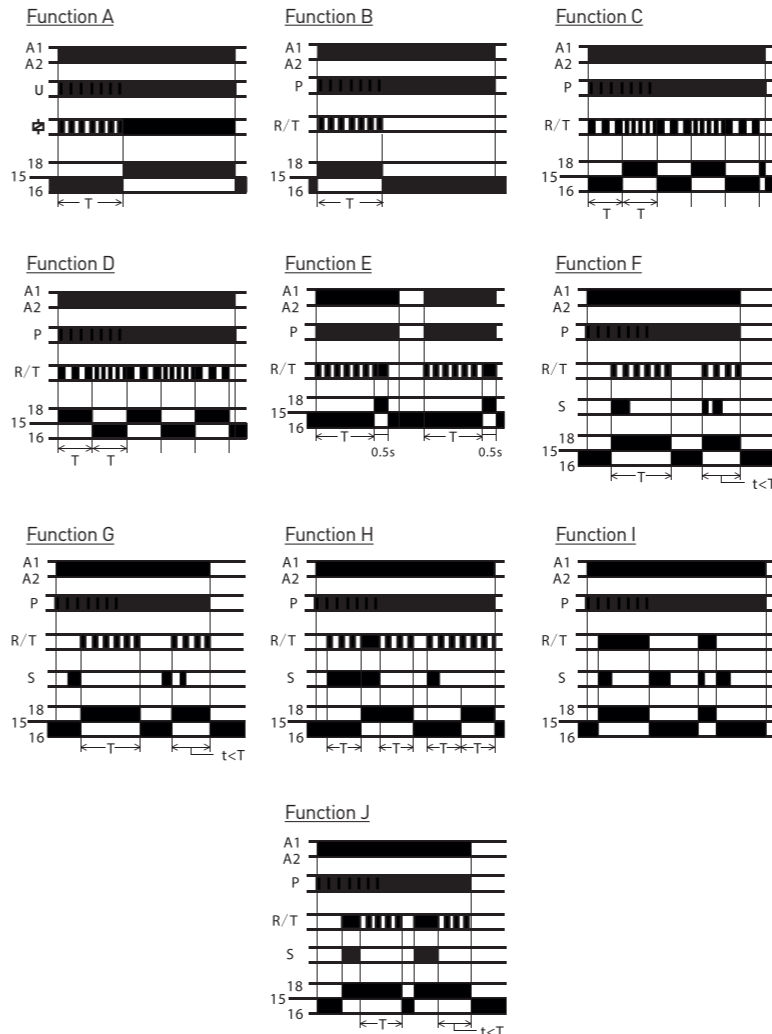 Function A
A1
A2
U
18
15
16
T
Function B
A1
A2
P
R/T
18
15
16
T
Function C
A1
A2
P
R/T
18
15
16
T T
Function D
A1
A2
P
R/T
18
15
16
T T
Function E
A1
A2
P
R/T
18
15
16
T T
0.5s 0.5s
Function F
A1
A2
P
R/T
S
18
15
16
T
t<T
Function G
A1
A2
P
R/T
S
18
15
16
T
t<T
Function H
A1
A2
P
R/T
S
18
15
16
T T T T
Function I
A1
A2
P
R/T
S
18
15
16
Function J
A1
A2
P
R/T
S
18
15
16
T
t<T